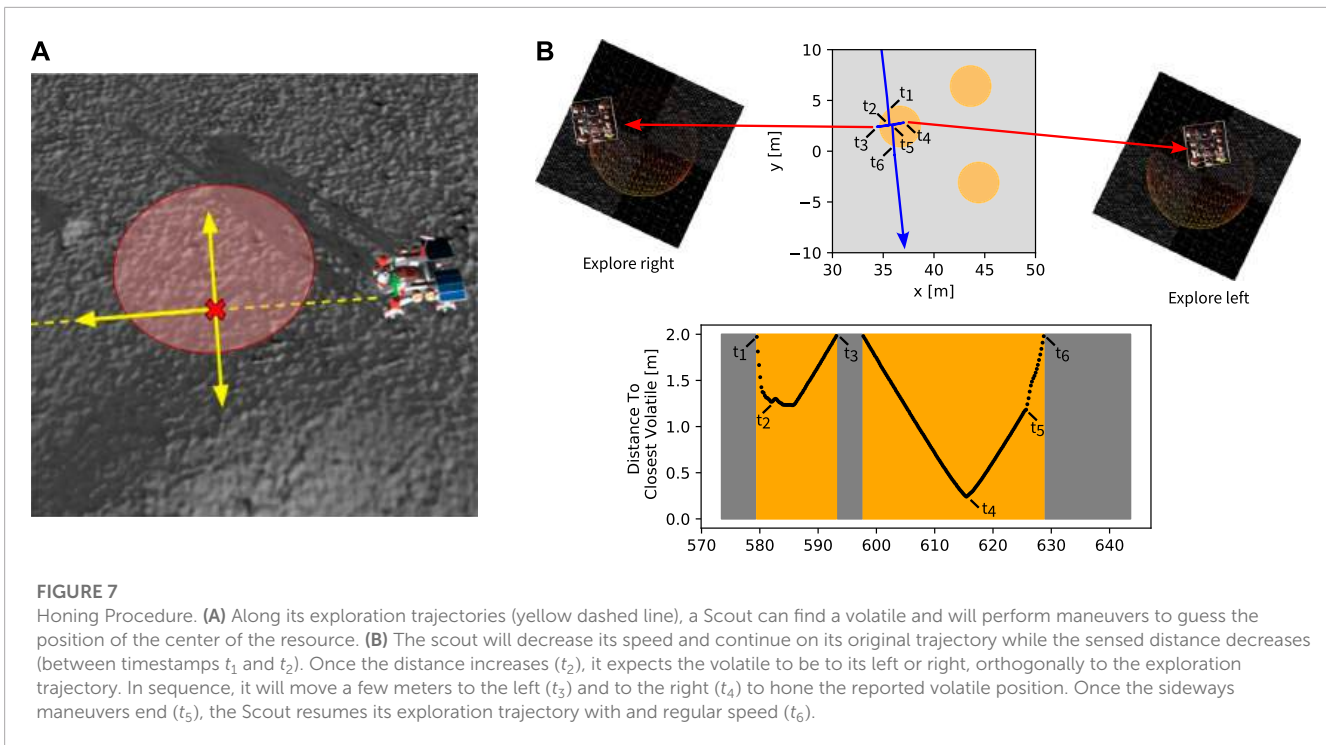 A
B
Explore right
10
5
0
−5
−10
y [m]
t1
t2
t3
t4
t5
t6
30 35 40 45 50
x [m]
Explore left
2.0
1.5
1.0
0.5
0.0
Distance To
Closest Volatile [m]
t1
t2
t3
t4
t5
t6
570 580 590 600 610 620 630 640
FIGURE 7
Honing Procedure. (A) Along its exploration trajectories (yellow dashed line), a Scout can find a volatile and will perform maneuvers to guess the
position of the center of the resource. (B) The scout will decrease its speed and continue on its original trajectory while the sensed distance decreases
(between timestamps t1 and t2). Once the distance increases (t2), it expects the volatile to be to its left or right, orthogonally to the exploration
trajectory. In sequence, it will move a few meters to the left (t3) and to the right (t4) to hone the reported volatile position. Once the sideways
maneuvers end (t5), the Scout resumes its exploration trajectory with and regular speed (t6).